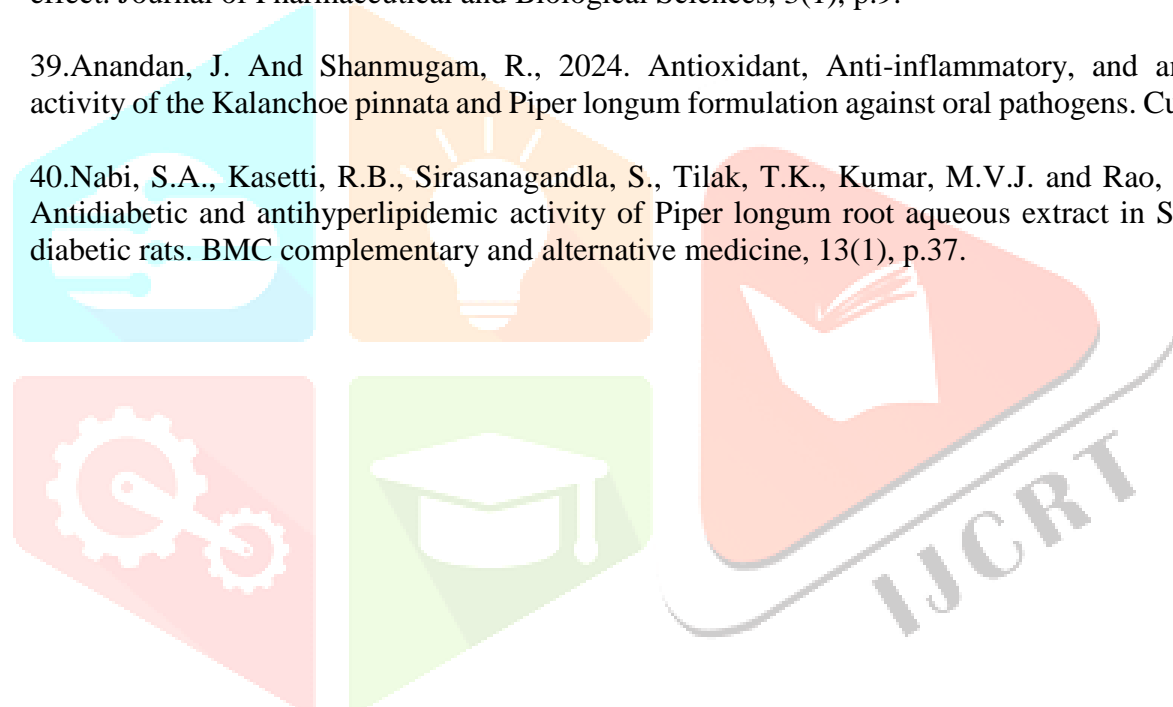 effect. Journal of Pharmaceutical and Biological Sciences, 5(1), p.9.
39.Anandan, J. And Shanmugam, R., 2024. Antioxidant, Anti-inflammatory, and
activity of the Kalanchoe pinnata and Piper longum formulation against oral pathogens.
40.Nabi, S.A., Kasetti, R.B., Sirasanagandla, S., Tilak, T.K., Kumar, M.V.J. and Rao,
Antidiabetic and antihyperlipidemic activity of Piper longum root aqueous extract in
diabetic rats. BMC complementary and alternative medicine, 13(1), p.37.
IJCRT